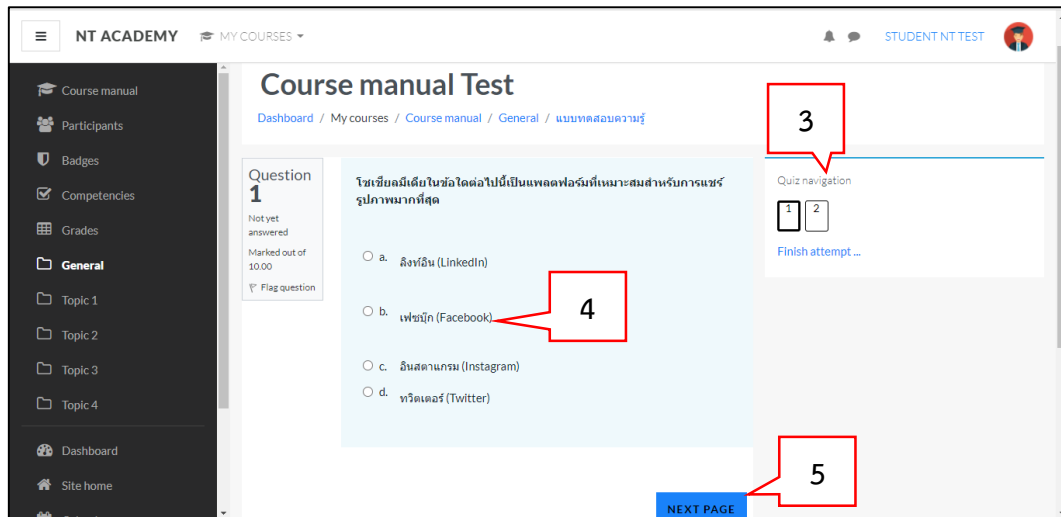 NT ACADEMY
MY COURSES
STUDENT NT TEST
Course manual
Participants
Badges
Competencies
Grades
General
Topic 1
Topic 2
Topic 3
Topic 4
Dashboard
Site home
Course manual Test
Dashboard / My courses / Course manual / General / แบบทดสอบความรู้
Question
1
Not yet
answered
Marked out of
10.00
Flag question
โซเชียลมีเดียในข้อใดต่อไปนี้เป็นแพลตฟอร์มที่เหมาะสมสำหรับการแชร์
รูปภาพมากที่สุด
a. ลิงก์อิน (LinkedIn)
b. เฟซบุ๊ก (Facebook)
c. อินสตาแกรม (Instagram)
d. ทวิตเตอร์ (Twitter)
4
NEXT PAGE
5
3
Quiz navigation
1 2
Finish attempt ...